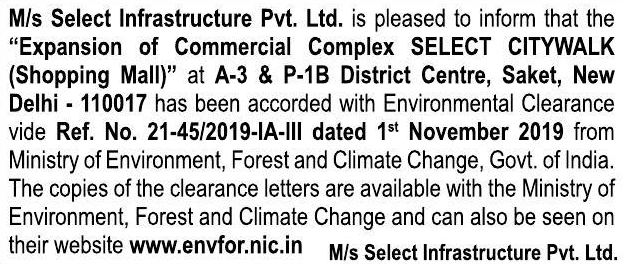 M/s Select Infrastructure Pvt. Ltd. is pleased to inform that the
“Expansion of Commercial Complex SELECT CITYWALK
(Shopping Mall)” at A-3 & P-1B District Centre, Saket, New
Delhi - 110017 has been accorded with Environmental Clearance
vide Ref. No. 21-45/2019-IA-III dated 1st November 2019 from
Ministry of Environment, Forest and Climate Change, Govt. of India.
The copies of the clearance letters are available with the Ministry of
Environment, Forest and Climate Change and can also be seen on
their website www.envfor.nic.in M/s Select Infrastructure Pvt. Ltd.